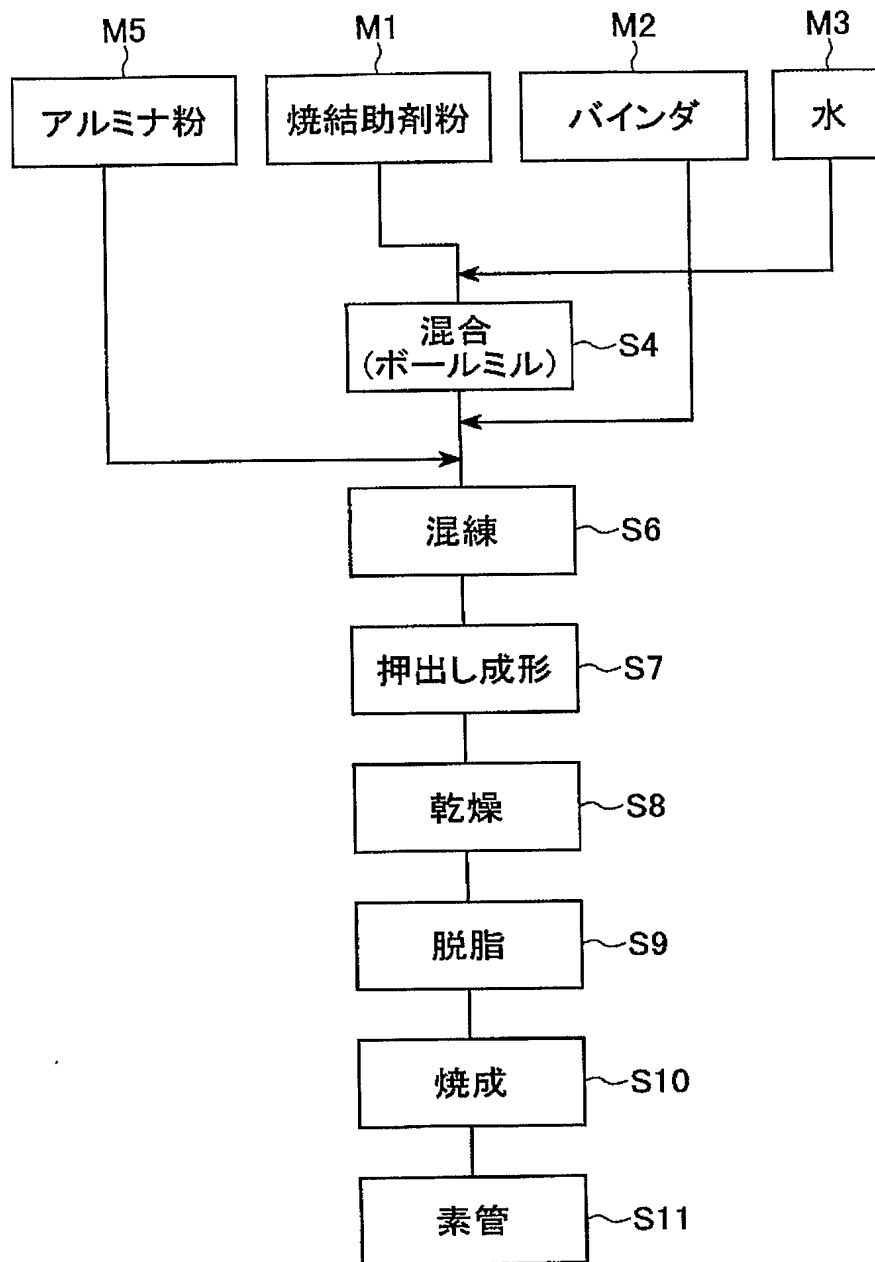 M5
M1
M2
M3
アルミナ粉
焼結助剤粉
バインダ
水
混合
(ボールミル)
S4
混練
S6
押出し成形
S7
乾燥
S8
脱脂
S9
焼成
S10
素管
S11